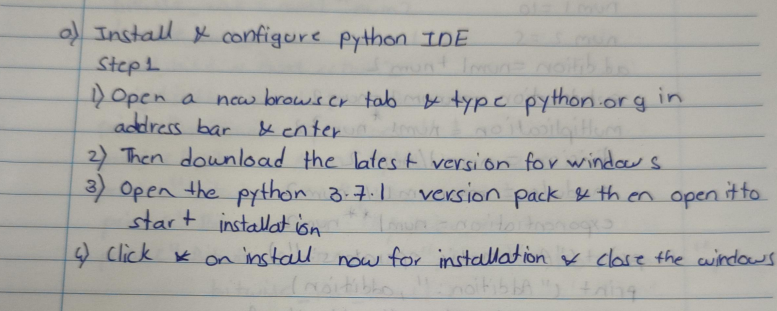 a) Install & configure python IDE
Step 1
1) Open a new browser tab & type python.org in
address bar & enter
2) Then download the latest version for windows
3) Open the python 3.7.1 version pack & then open it to
start installation
4) click & on install now for installation & close the windows